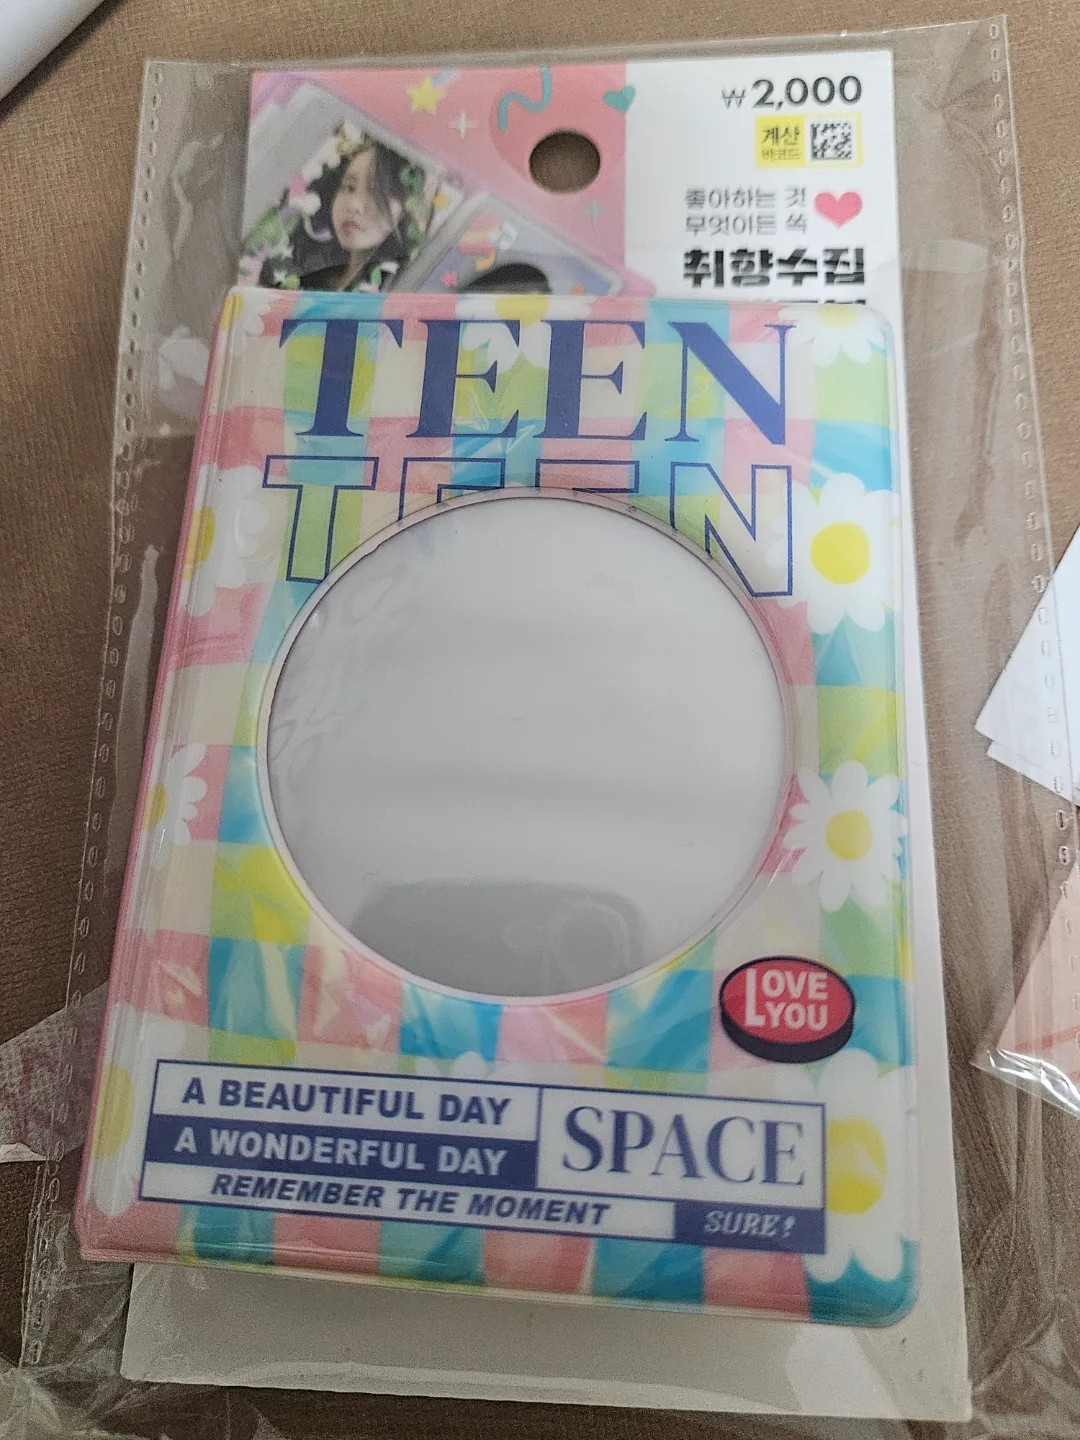 ₩2,000
계산
바코드
좋아하는 것
무엇이든 쏙
취향수집
TEEN
TEEN
LOVE
YOU
A BEAUTIFUL DAY
A WONDERFUL DAY
SPACE
REMEMBER THE MOMENT
SURE!